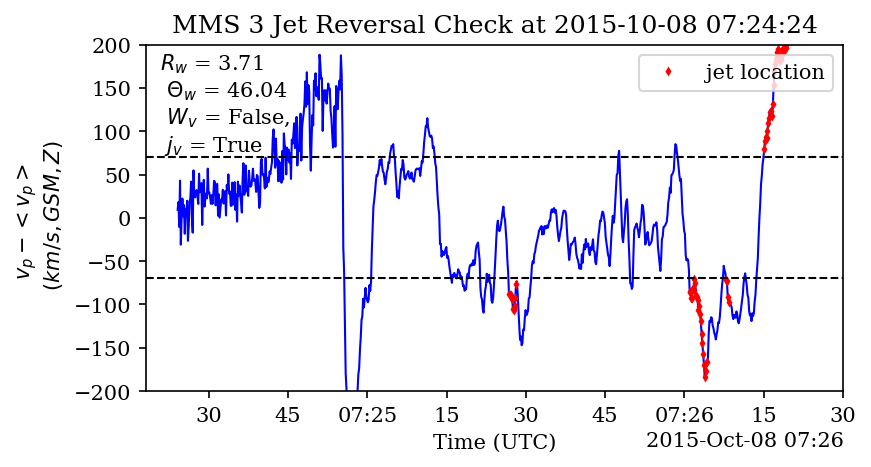 MMS 3 Jet Reversal Check at 2015-10-08 07:24:24
200
150
100
50
0
−50
−100
−150
−200
v_p − < v_p >
(km/s, GSM, Z)
R_w = 3.71
Θ_w = 46.04
W_v = False,
j_v = True
jet location
30 45 07:25 15 30 45 07:26 15 30
Time (UTC)
2015-Oct-08 07:26